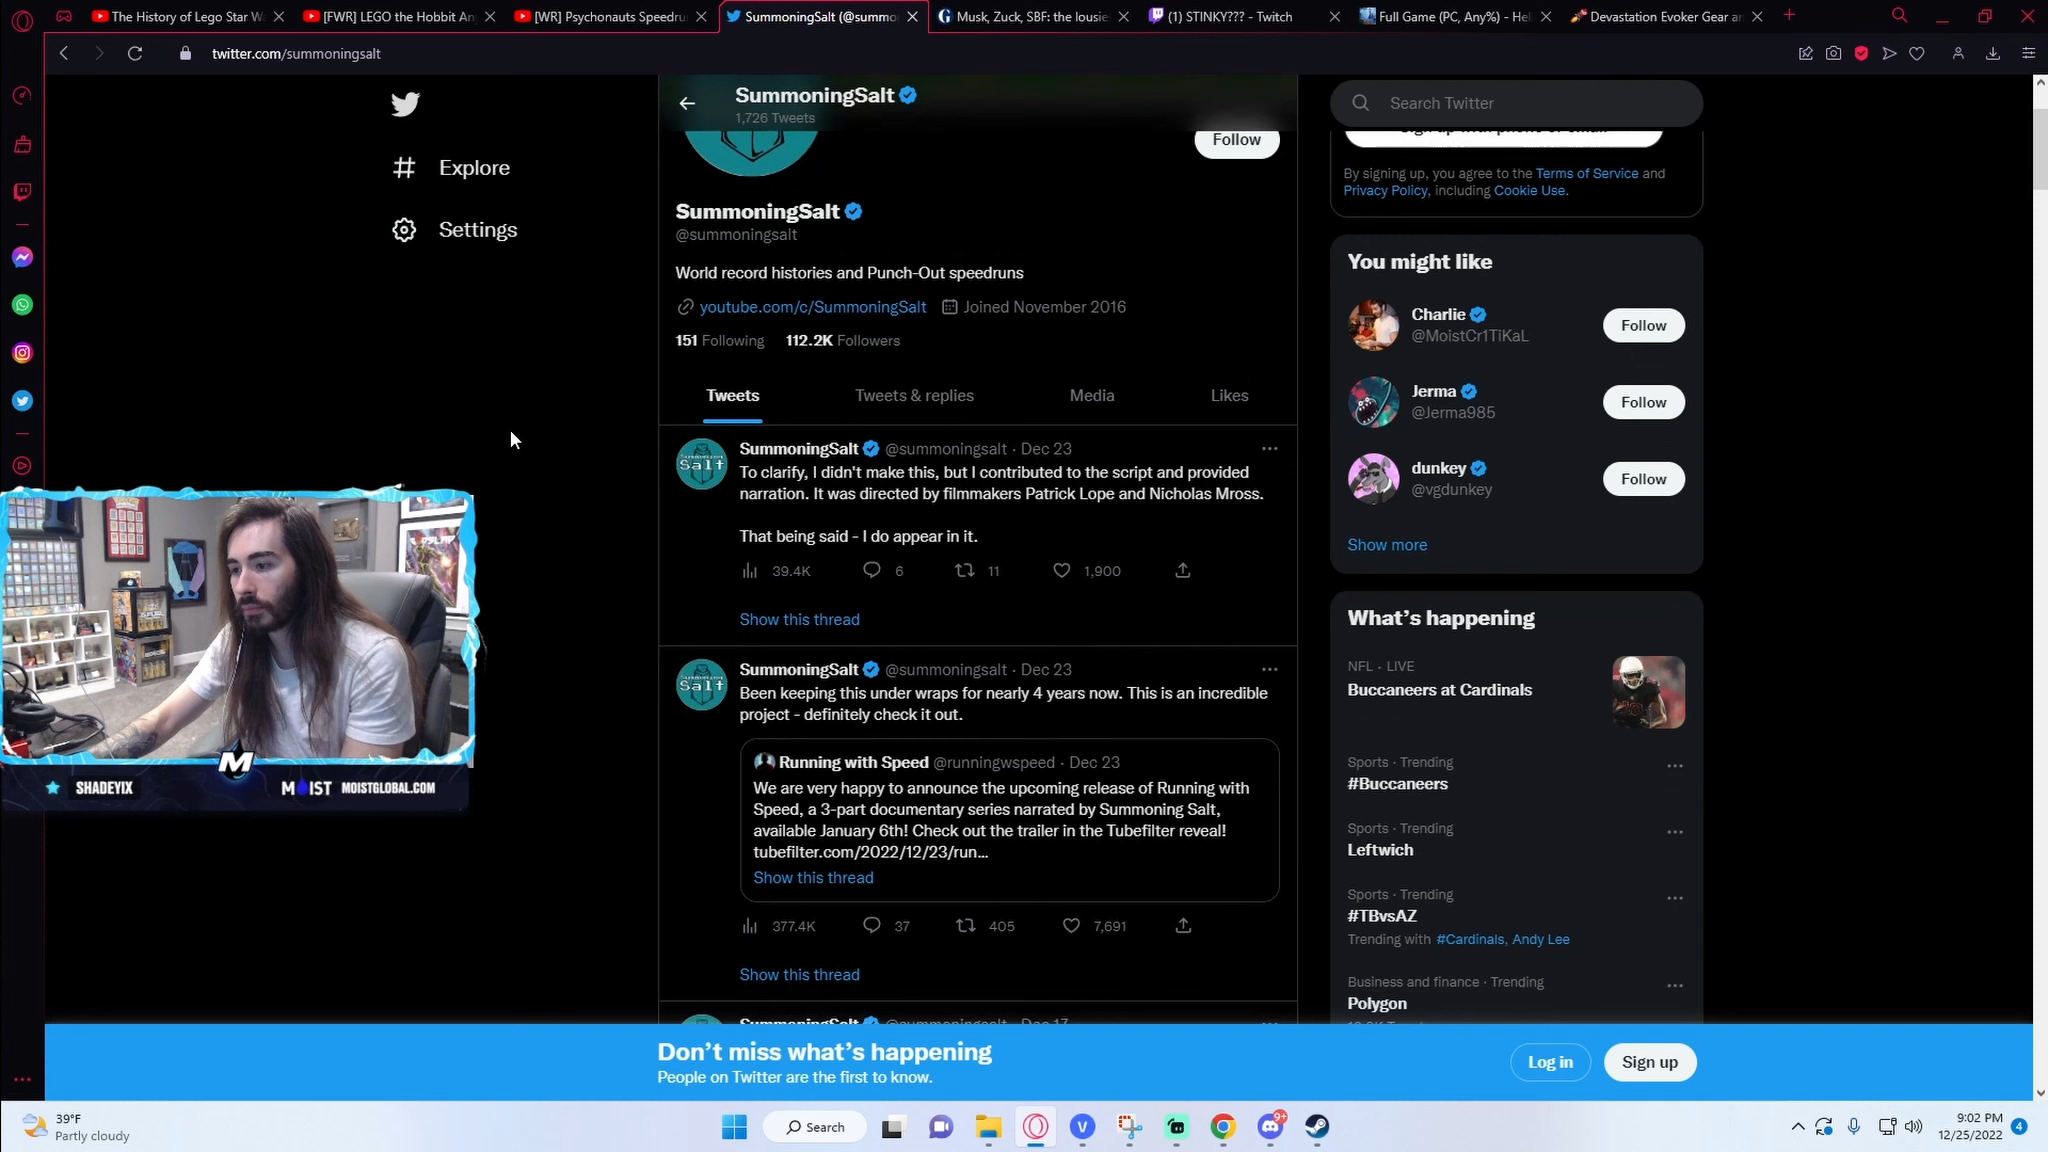 The History of Lego Star W
[FWR] LEGO the Hobbit An
[WR] Psychonauts Speedru
SummoningSalt (@summo
Musk, Zuck, SBF: the lousie
(1) STINKY??? - Twitch
Full Game (PC, Any%) - Hel
Devastation Evoker Gear an
twitter.com/summoningsalt
SummoningSalt
1,726 Tweets
Search Twitter
Explore
Settings
Follow
By signing up, you agree to the Terms of Service and
Privacy Policy, including Cookie Use.
SummoningSalt
@summoningsalt
World record histories and Punch-Out speedruns
youtube.com/c/SummoningSalt Joined November 2016
151 Following 112.2K Followers
Tweets
Tweets & replies
Media
Likes
SummoningSalt @summoningsalt · Dec 23
To clarify, I didn't make this, but I contributed to the script and provided
narration. It was directed by filmmakers Patrick Lope and Nicholas Mross.
That being said - I do appear in it.
39.4K 6 11 1,900
Show this thread
SummoningSalt @summoningsalt · Dec 23
Been keeping this under wraps for nearly 4 years now. This is an incredible
project - definitely check it out.
Running with Speed @runningwspeed · Dec 23
We are very happy to announce the upcoming release of Running with
Speed, a 3-part documentary series narrated by Summoning Salt,
available January 6th! Check out the trailer in the Tubefilter reveal!
tubefilter.com/2022/12/23/run...
Show this thread
377.4K 37 405 7,691
Show this thread
You might like
Charlie
@MoistCr1TiKaL
Follow
Jerma
@Jerma985
Follow
dunkey
@vgdunkey
Follow
Show more
What's happening
NFL · LIVE
Buccaneers at Cardinals
Sports · Trending
#Buccaneers
Sports · Trending
Leftwich
Sports · Trending
#TBvsAZ
Trending with #Cardinals, Andy Lee
Business and finance · Trending
Polygon
SHADEYIX
M
MOIST
MOISTGLOBAL.COM
Don't miss what's happening
People on Twitter are the first to know.
Log in
Sign up
39°F
Partly cloudy
Search
9+
9:02 PM
12/25/2022
4